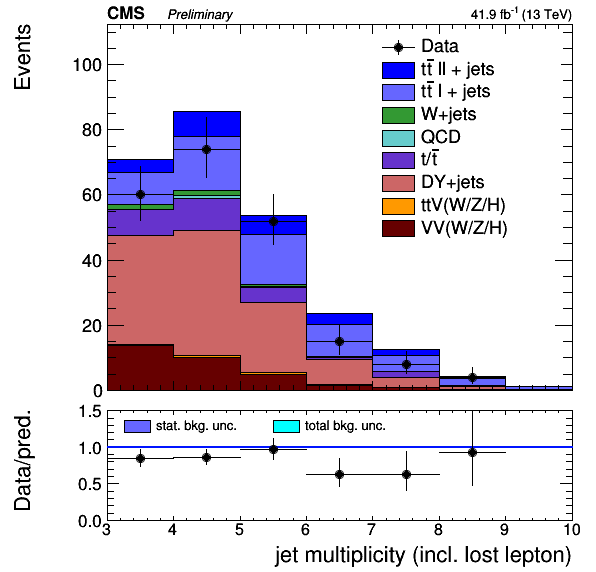 CMS Preliminary 41.9 fb⁻¹ (13 TeV)
Events
100
80
60
40
20
0
Data
tt̅ ll + jets
tt̅ l + jets
W+jets
QCD
t/t̅
DY+jets
ttV(W/Z/H)
VV(W/Z/H)
Data/pred.
1.5
1.0
0.5
0.0
stat. bkg. unc. total bkg. unc.
3 4 5 6 7 8 9 10
jet multiplicity (incl. lost lepton)